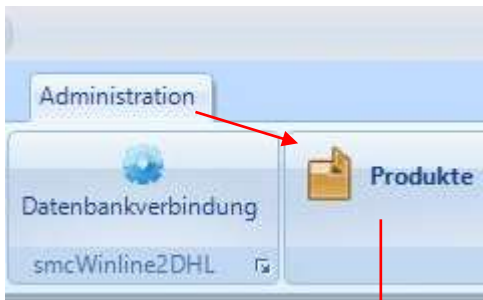 Administration
Datenbankverbindung
Produkte
smcWinline2DHL